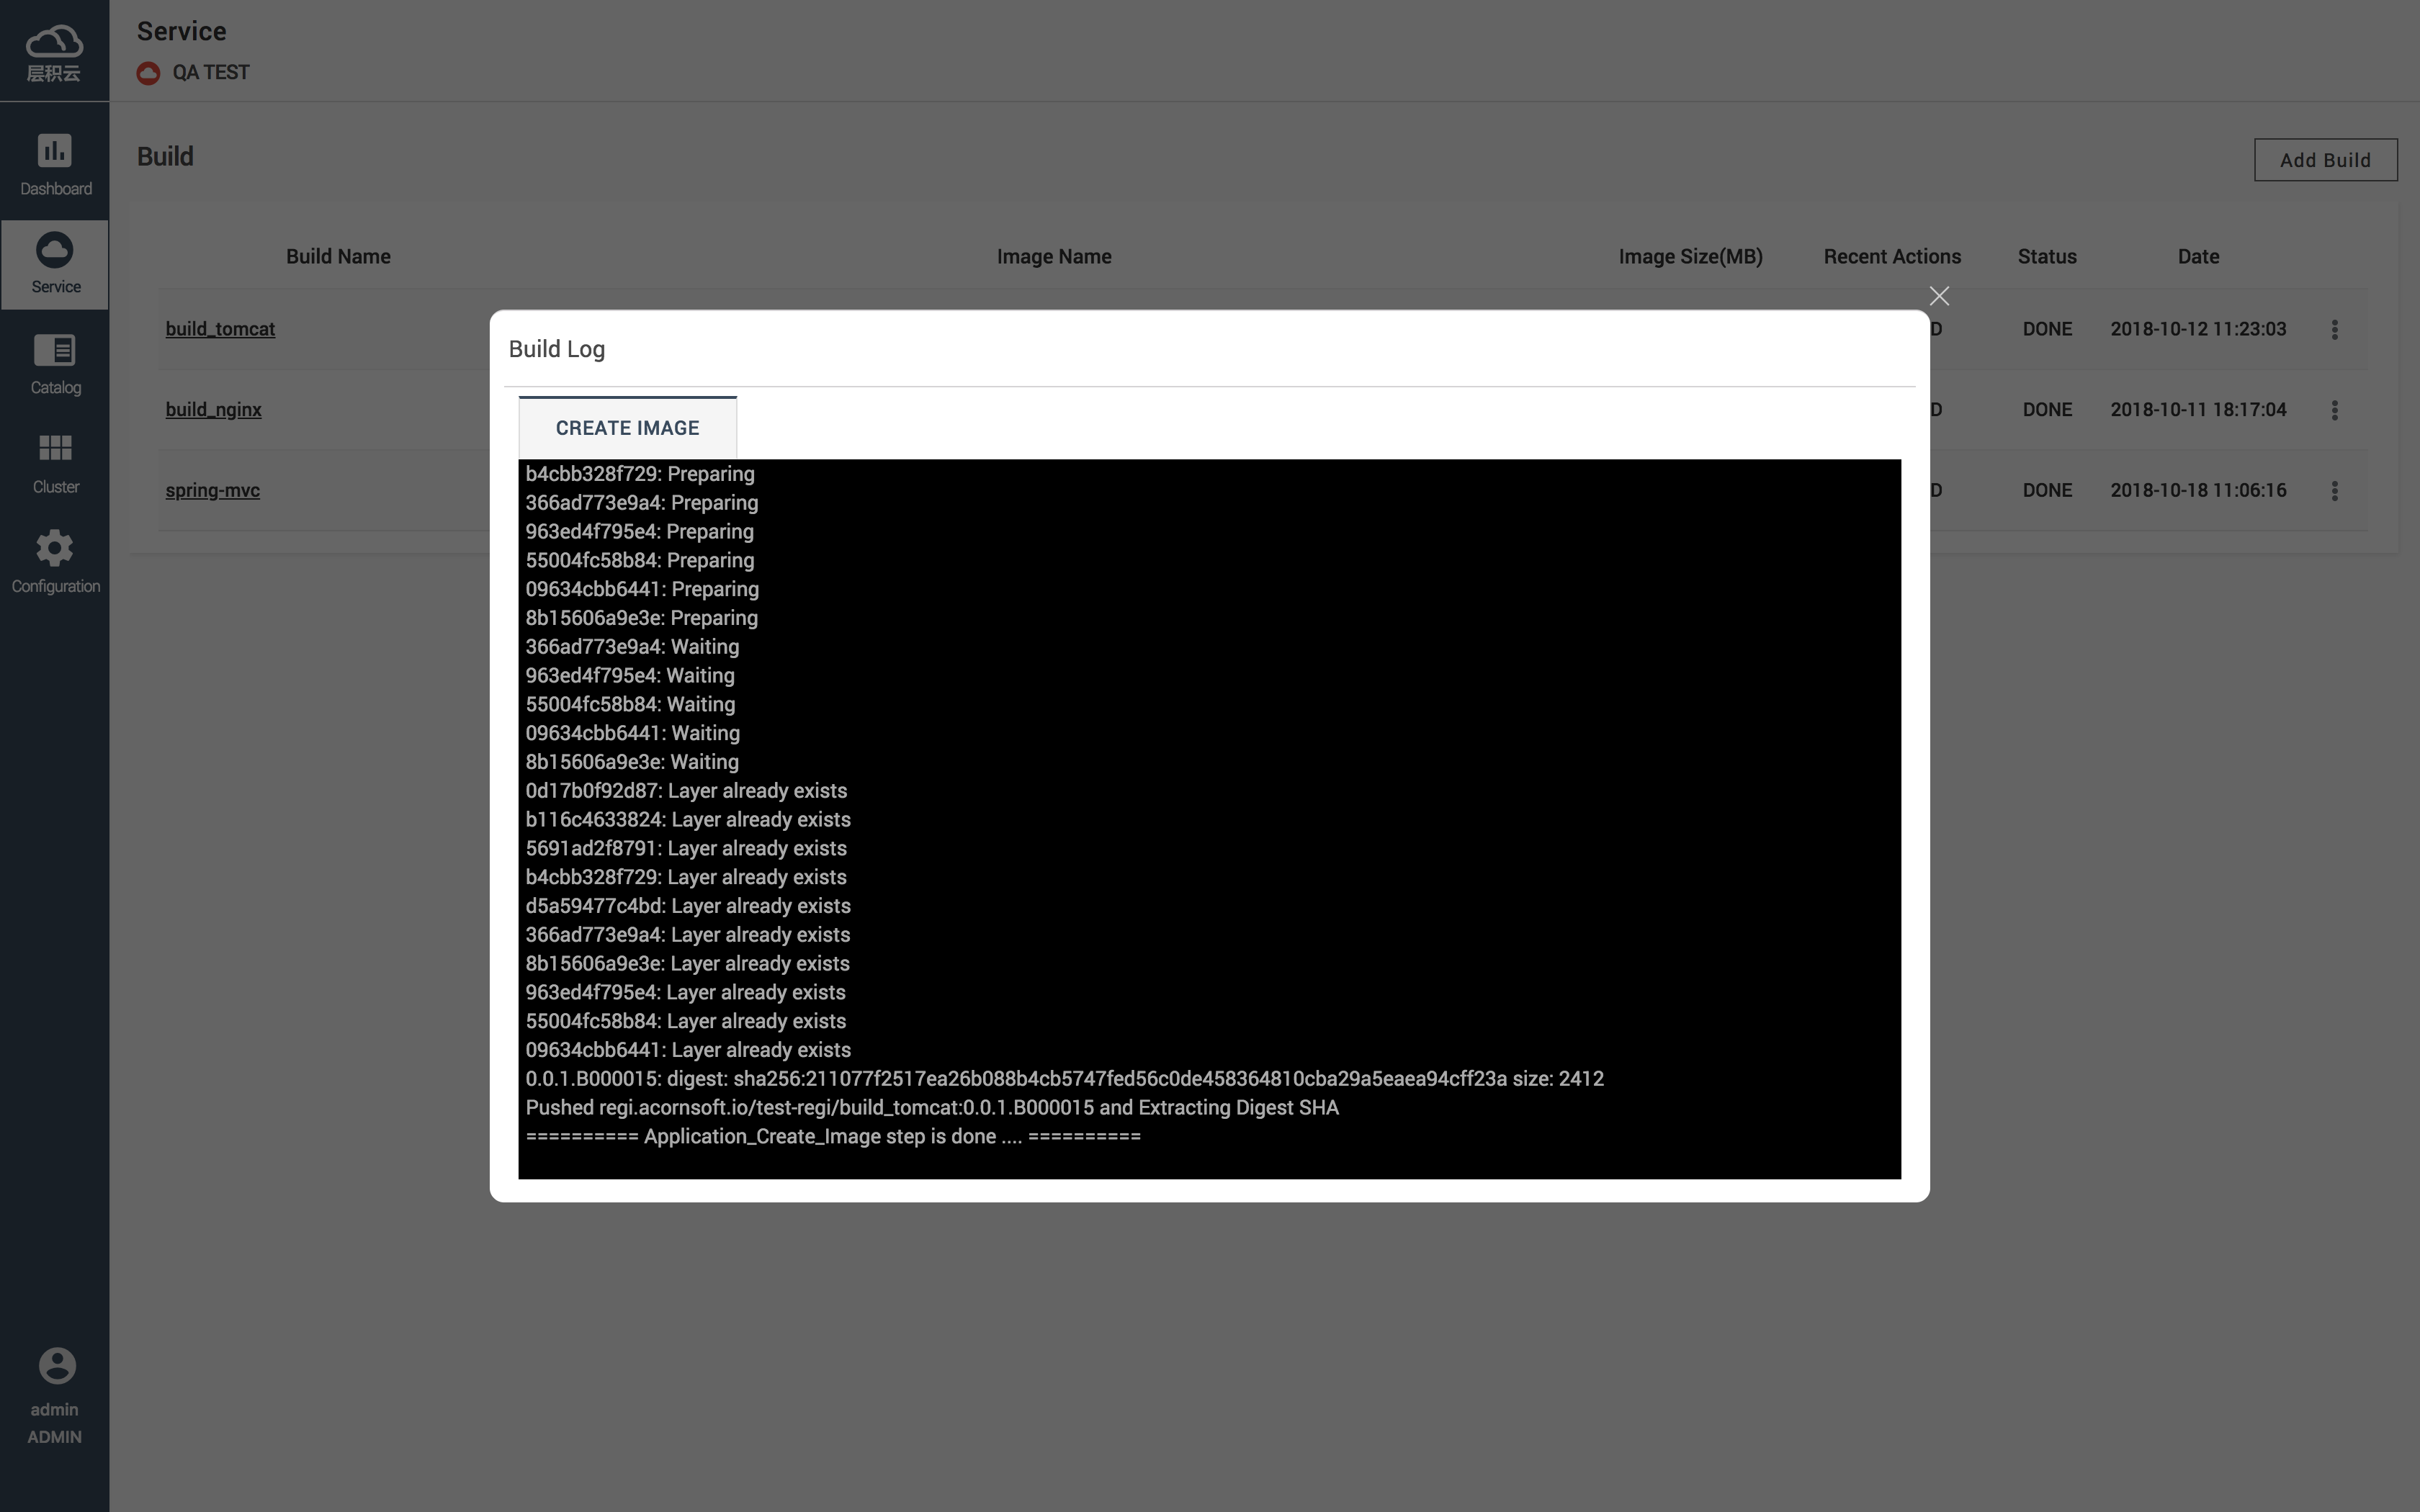 层积云
Service
QA TEST
Dashboard
Service
Catalog
Cluster
Configuration
admin
ADMIN
Build
Add Build
Build Name Image Name Image Size(MB) Recent Actions Status Date
build_tomcat D DONE 2018-10-12 11:23:03
build_nginx D DONE 2018-10-11 18:17:04
spring-mvc D DONE 2018-10-18 11:06:16
Build Log
CREATE IMAGE
b4cbb328f729: Preparing
366ad773e9a4: Preparing
963ed4f795e4: Preparing
55004fc58b84: Preparing
09634cbb6441: Preparing
8b15606a9e3e: Preparing
366ad773e9a4: Waiting
963ed4f795e4: Waiting
55004fc58b84: Waiting
09634cbb6441: Waiting
8b15606a9e3e: Waiting
0d17b0f92d87: Layer already exists
b116c4633824: Layer already exists
5691ad2f8791: Layer already exists
b4cbb328f729: Layer already exists
d5a59477c4bd: Layer already exists
366ad773e9a4: Layer already exists
8b15606a9e3e: Layer already exists
963ed4f795e4: Layer already exists
55004fc58b84: Layer already exists
09634cbb6441: Layer already exists
0.0.1.B000015: digest: sha256:211077f2517ea26b088b4cb5747fed56c0de458364810cba29a5eaea94cff23a size: 2412
Pushed regi.acornsoft.io/test-regi/build_tomcat:0.0.1.B000015 and Extracting Digest SHA
========== Application_Create_Image step is done .... ==========